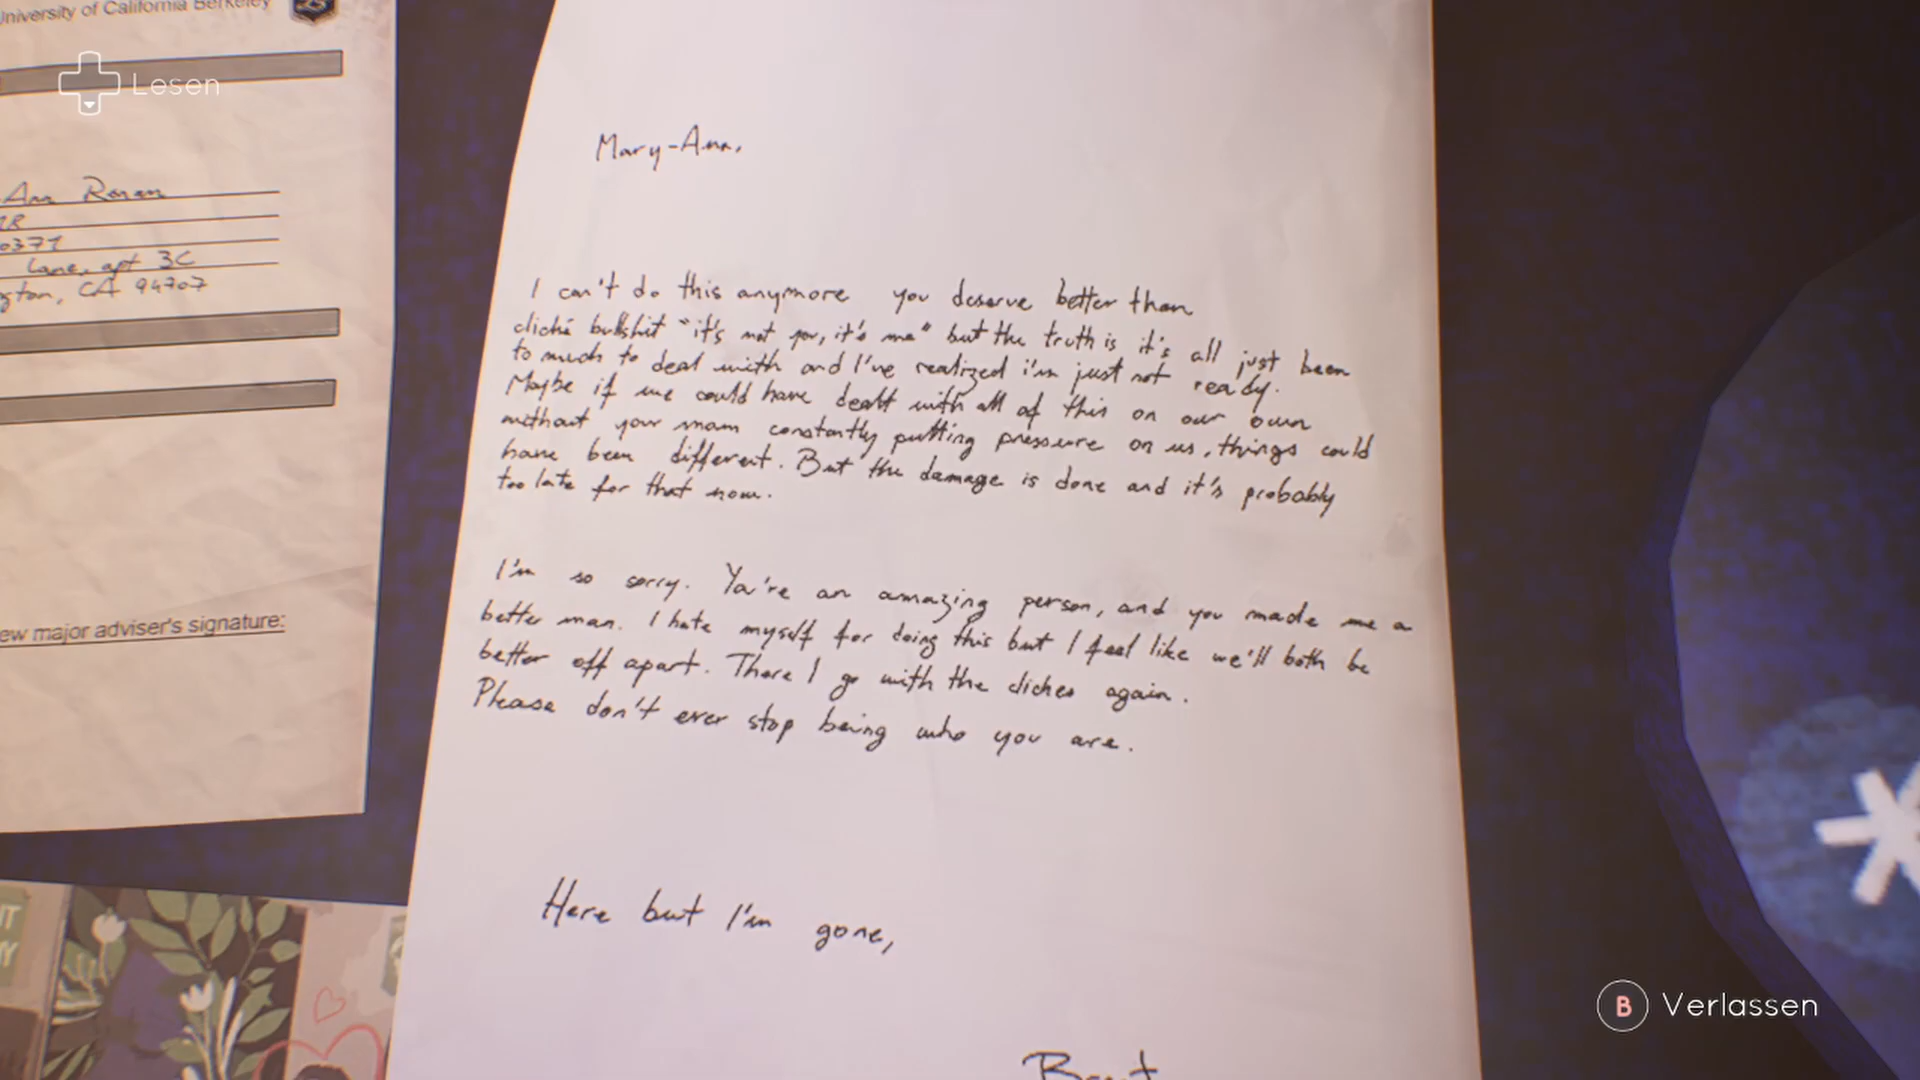 University of California Berkeley
Lesen
Ann Ronan
0371
Lane, apt 3C
gton, CA 94707
ew major adviser's signature:
Mary-Ann,
I can't do this anymore you deserve better than
cliché bullshit "it's not you, it's me" but the truth is it's all just been
to much to deal with and I've realized i'm just not ready.
Maybe if we could have dealt with all of this on our own
without your mom constantly putting pressure on us, things could
have been different. But the damage is done and it's probably
too late for that now.
I'm so sorry. You're an amazing person, and you made me a
better man. I hate myself for doing this but I feel like we'll both be
better off apart. There I go with the cliches again.
Please don't ever stop being who you are.
Here but I'm gone,
B Verlassen